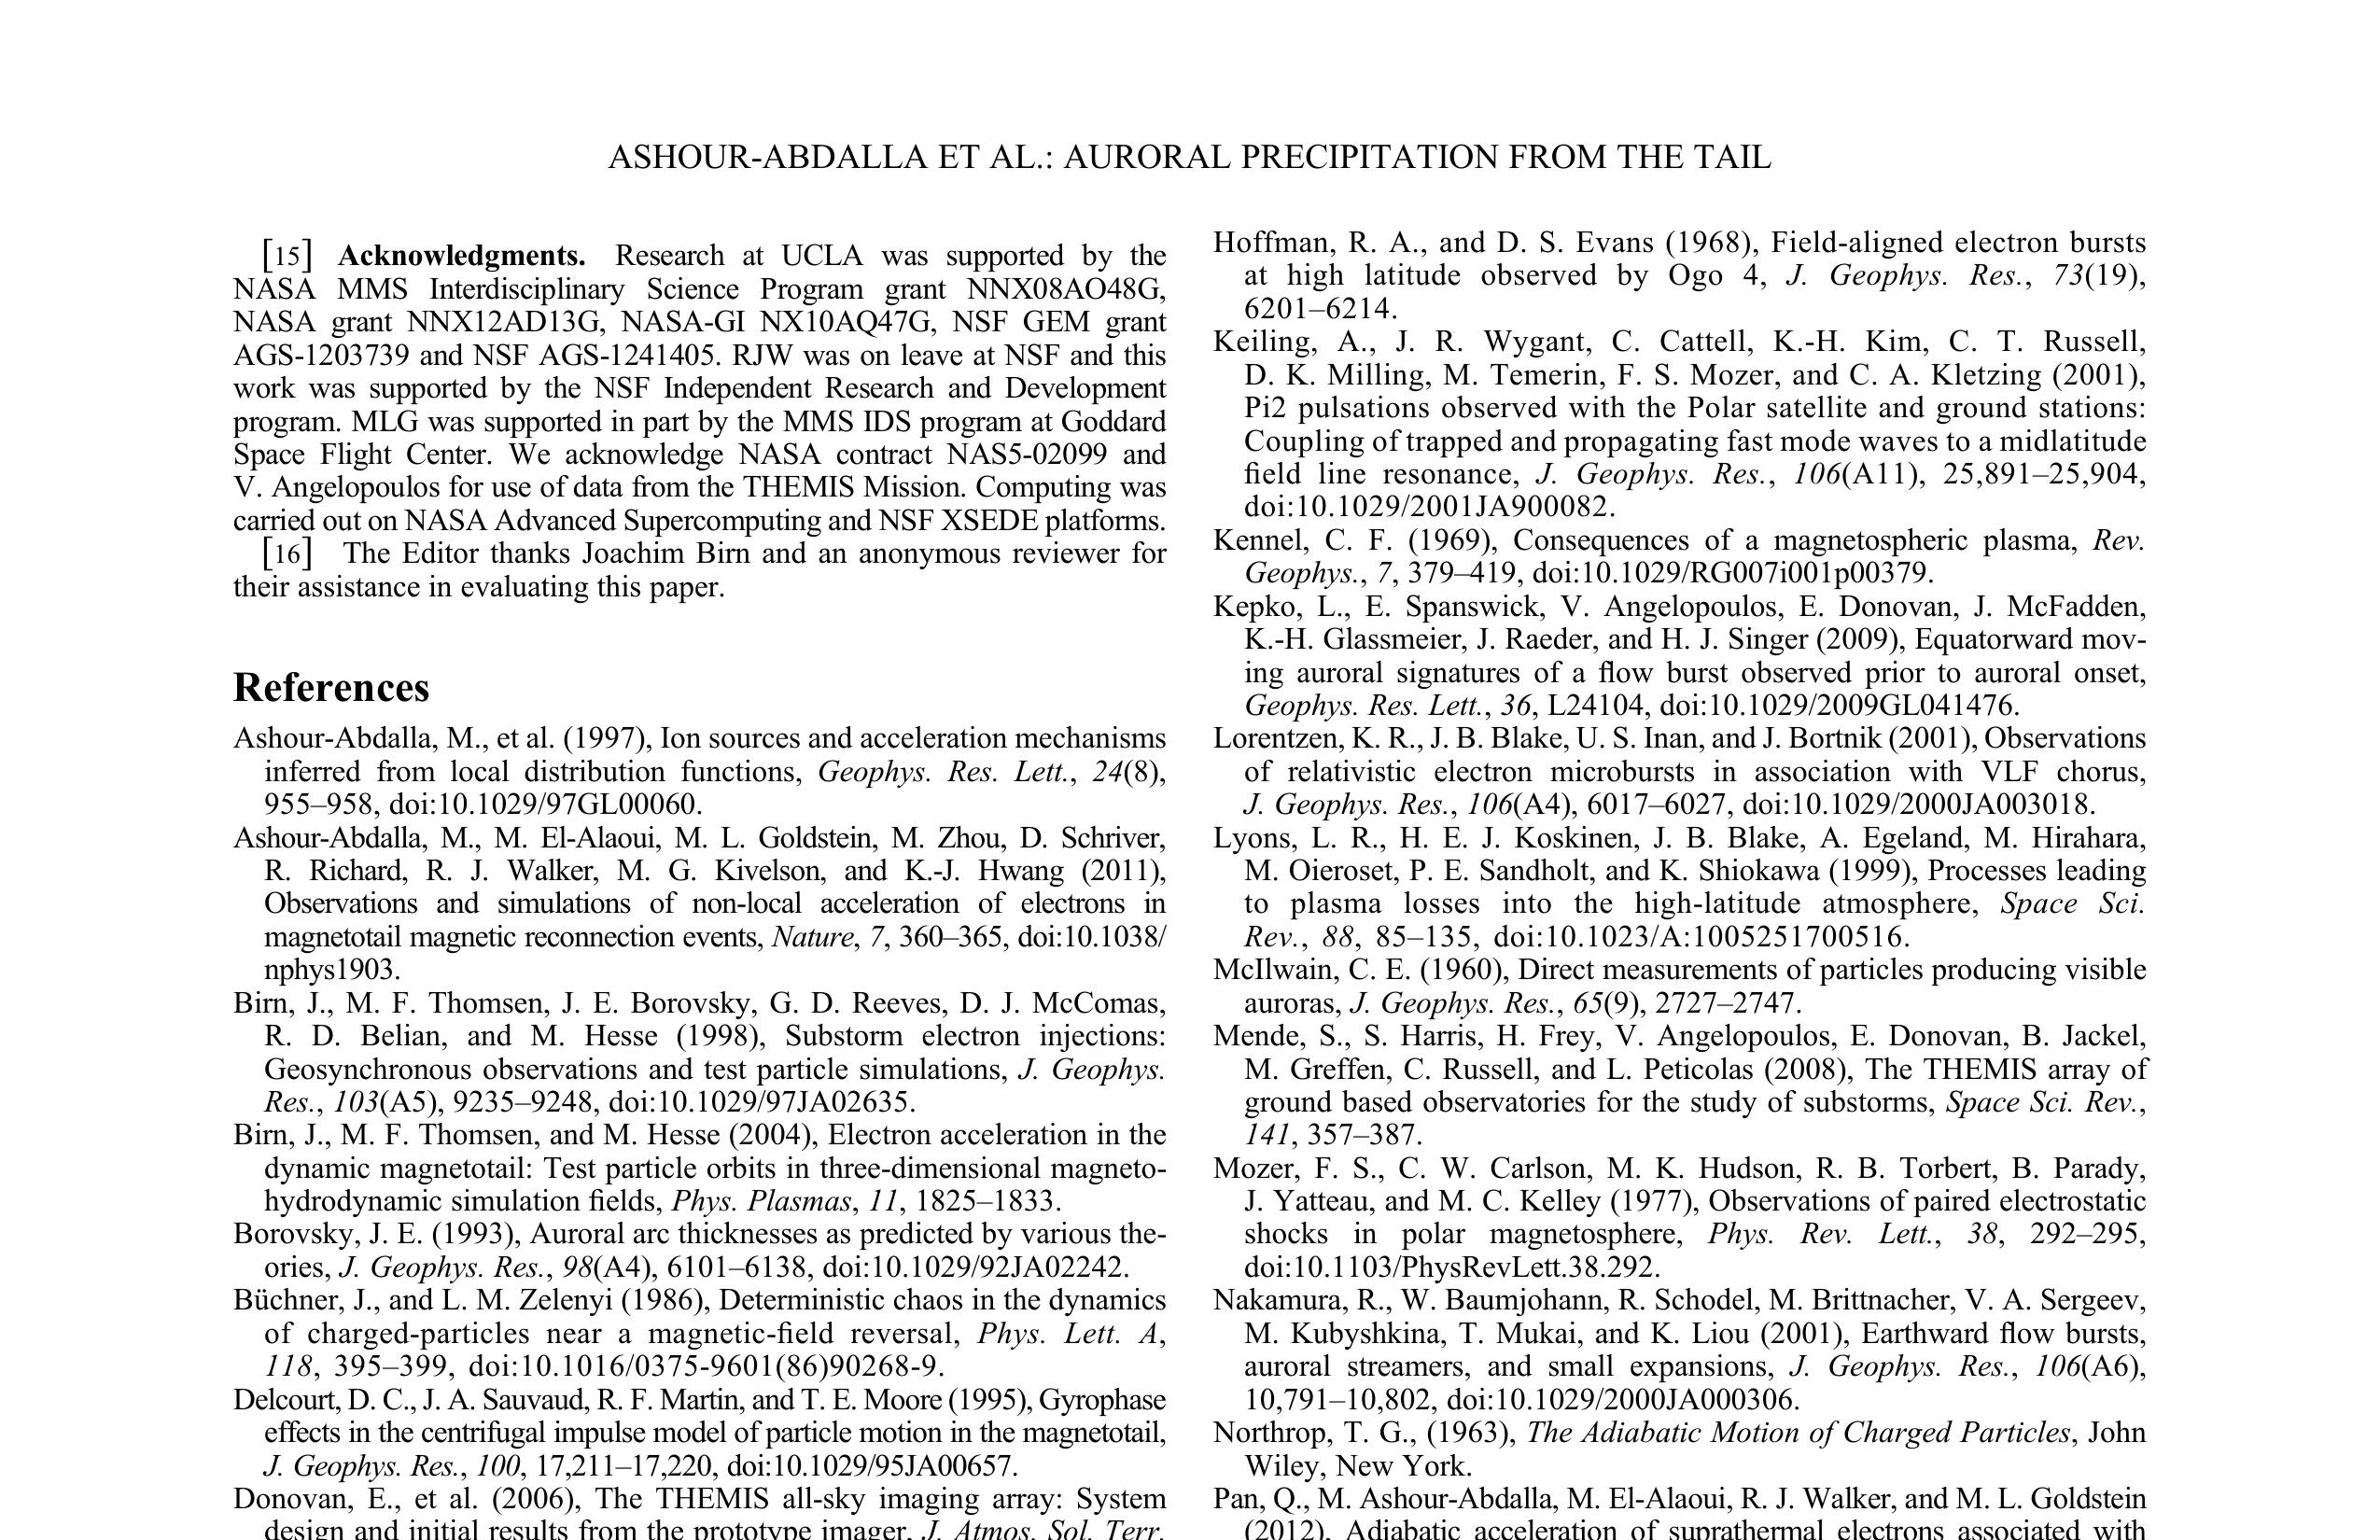 ASHOUR-ABDALLA ET AL.: AURORAL PRECIPITATION FROM THE TAIL
[15] Acknowledgments. Research at UCLA was supported by the
NASA MMS Interdisciplinary Science Program grant NNX08AO48G,
NASA grant NNX12AD13G, NASA-GI NX10AQ47G, NSF GEM grant
AGS-1203739 and NSF AGS-1241405. RJW was on leave at NSF and this
work was supported by the NSF Independent Research and Development
program. MLG was supported in part by the MMS IDS program at Goddard
Space Flight Center. We acknowledge NASA contract NAS5-02099 and
V. Angelopoulos for use of data from the THEMIS Mission. Computing was
carried out on NASA Advanced Supercomputing and NSF XSEDE platforms.
[16] The Editor thanks Joachim Birn and an anonymous reviewer for
their assistance in evaluating this paper.
References
Ashour-Abdalla, M., et al. (1997), Ion sources and acceleration mechanisms
inferred from local distribution functions, Geophys. Res. Lett., 24(8),
955–958, doi:10.1029/97GL00060.
Ashour-Abdalla, M., M. El-Alaoui, M. L. Goldstein, M. Zhou, D. Schriver,
R. Richard, R. J. Walker, M. G. Kivelson, and K.-J. Hwang (2011),
Observations and simulations of non-local acceleration of electrons in
magnetotail magnetic reconnection events, Nature, 7, 360–365, doi:10.1038/
nphys1903.
Birn, J., M. F. Thomsen, J. E. Borovsky, G. D. Reeves, D. J. McComas,
R. D. Belian, and M. Hesse (1998), Substorm electron injections:
Geosynchronous observations and test particle simulations, J. Geophys.
Res., 103(A5), 9235–9248, doi:10.1029/97JA02635.
Birn, J., M. F. Thomsen, and M. Hesse (2004), Electron acceleration in the
dynamic magnetotail: Test particle orbits in three-dimensional magneto-
hydrodynamic simulation fields, Phys. Plasmas, 11, 1825–1833.
Borovsky, J. E. (1993), Auroral arc thicknesses as predicted by various the-
ories, J. Geophys. Res., 98(A4), 6101–6138, doi:10.1029/92JA02242.
Büchner, J., and L. M. Zelenyi (1986), Deterministic chaos in the dynamics
of charged-particles near a magnetic-field reversal, Phys. Lett. A,
118, 395–399, doi:10.1016/0375-9601(86)90268-9.
Delcourt, D. C., J. A. Sauvaud, R. F. Martin, and T. E. Moore (1995), Gyrophase
effects in the centrifugal impulse model of particle motion in the magnetotail,
J. Geophys. Res., 100, 17,211–17,220, doi:10.1029/95JA00657.
Donovan, E., et al. (2006), The THEMIS all-sky imaging array: System
design and initial results from the prototype imager, J. Atmos. Sol. Terr.
Hoffman, R. A., and D. S. Evans (1968), Field-aligned electron bursts
at high latitude observed by Ogo 4, J. Geophys. Res., 73(19),
6201–6214.
Keiling, A., J. R. Wygant, C. Cattell, K.-H. Kim, C. T. Russell,
D. K. Milling, M. Temerin, F. S. Mozer, and C. A. Kletzing (2001),
Pi2 pulsations observed with the Polar satellite and ground stations:
Coupling of trapped and propagating fast mode waves to a midlatitude
field line resonance, J. Geophys. Res., 106(A11), 25,891–25,904,
doi:10.1029/2001JA900082.
Kennel, C. F. (1969), Consequences of a magnetospheric plasma, Rev.
Geophys., 7, 379–419, doi:10.1029/RG007i001p00379.
Kepko, L., E. Spanswick, V. Angelopoulos, E. Donovan, J. McFadden,
K.-H. Glassmeier, J. Raeder, and H. J. Singer (2009), Equatorward mov-
ing auroral signatures of a flow burst observed prior to auroral onset,
Geophys. Res. Lett., 36, L24104, doi:10.1029/2009GL041476.
Lorentzen, K. R., J. B. Blake, U. S. Inan, and J. Bortnik (2001), Observations
of relativistic electron microbursts in association with VLF chorus,
J. Geophys. Res., 106(A4), 6017–6027, doi:10.1029/2000JA003018.
Lyons, L. R., H. E. J. Koskinen, J. B. Blake, A. Egeland, M. Hirahara,
M. Oieroset, P. E. Sandholt, and K. Shiokawa (1999), Processes leading
to plasma losses into the high-latitude atmosphere, Space Sci.
Rev., 88, 85–135, doi:10.1023/A:1005251700516.
McIlwain, C. E. (1960), Direct measurements of particles producing visible
auroras, J. Geophys. Res., 65(9), 2727–2747.
Mende, S., S. Harris, H. Frey, V. Angelopoulos, E. Donovan, B. Jackel,
M. Greffen, C. Russell, and L. Peticolas (2008), The THEMIS array of
ground based observatories for the study of substorms, Space Sci. Rev.,
141, 357–387.
Mozer, F. S., C. W. Carlson, M. K. Hudson, R. B. Torbert, B. Parady,
J. Yatteau, and M. C. Kelley (1977), Observations of paired electrostatic
shocks in polar magnetosphere, Phys. Rev. Lett., 38, 292–295,
doi:10.1103/PhysRevLett.38.292.
Nakamura, R., W. Baumjohann, R. Schodel, M. Brittnacher, V. A. Sergeev,
M. Kubyshkina, T. Mukai, and K. Liou (2001), Earthward flow bursts,
auroral streamers, and small expansions, J. Geophys. Res., 106(A6),
10,791–10,802, doi:10.1029/2000JA000306.
Northrop, T. G., (1963), The Adiabatic Motion of Charged Particles, John
Wiley, New York.
Pan, Q., M. Ashour-Abdalla, M. El-Alaoui, R. J. Walker, and M. L. Goldstein
(2012), Adiabatic acceleration of suprathermal electrons associated with